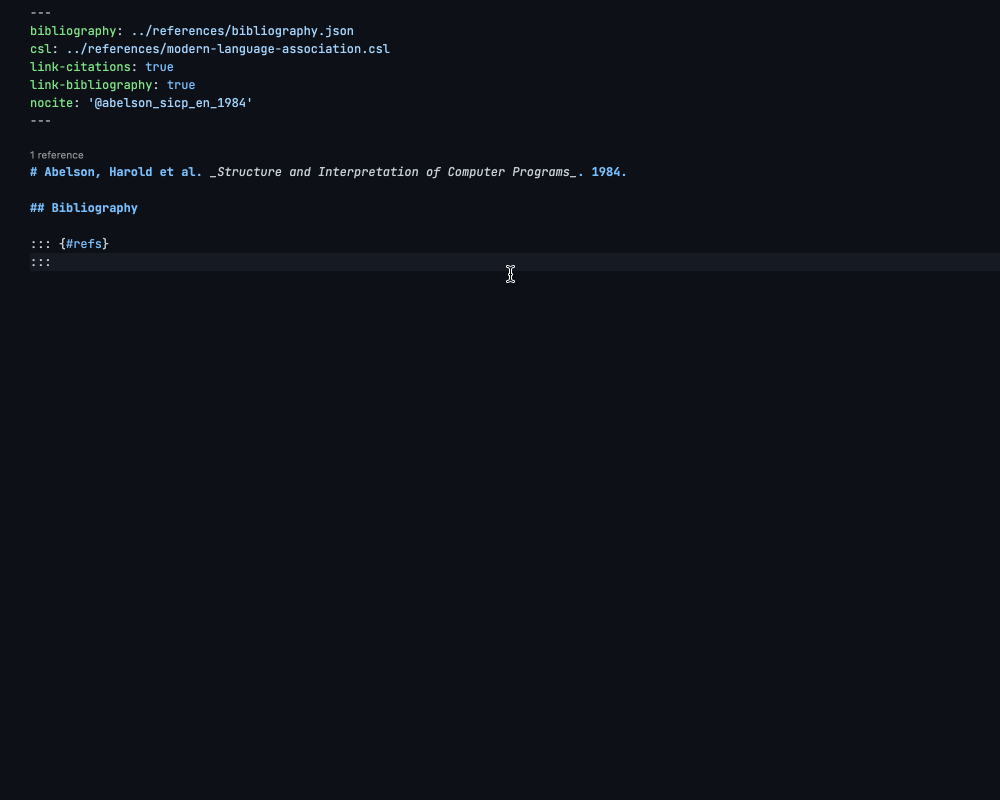 ---
bibliography: ../references/bibliography.json
csl: ../references/modern-language-association.csl
link-citations: true
link-bibliography: true
nocite: '@abelson_sicp_en_1984'
---
1 reference
# Abelson, Harold et al. _Structure and Interpretation of Computer Programs_. 1984.
## Bibliography
::: {#refs}
:::